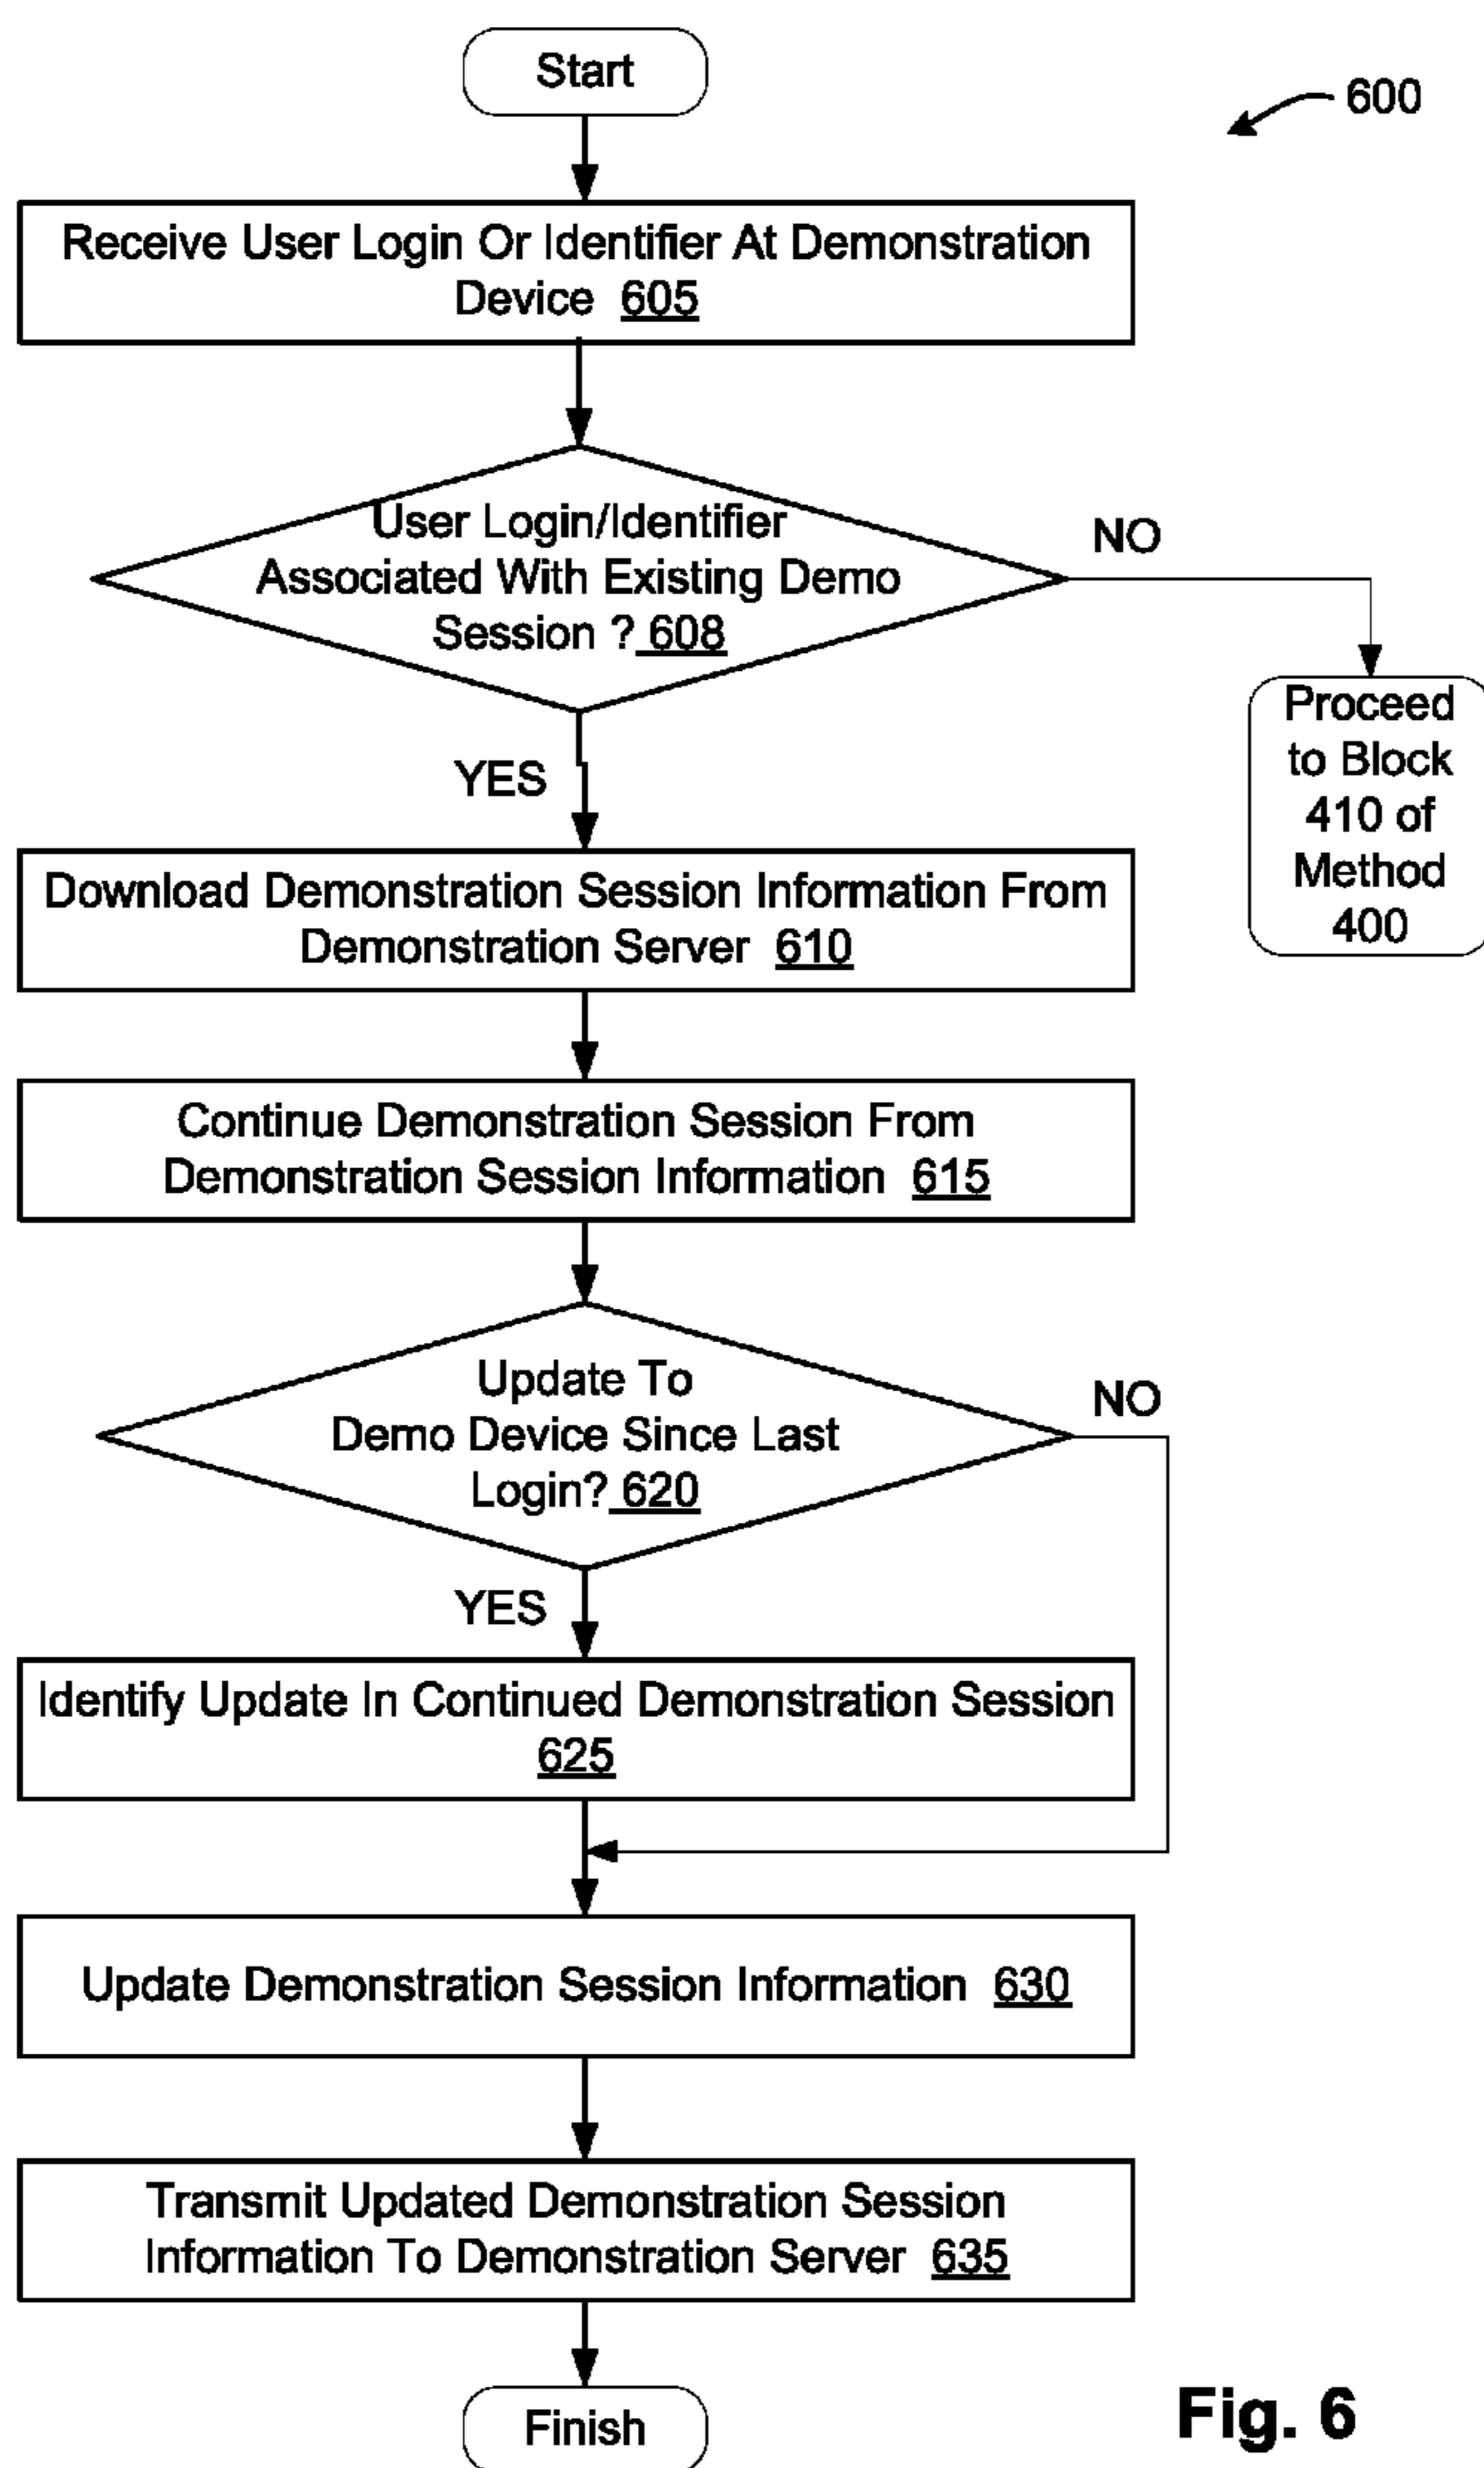 Start
600
Receive User Login Or Identifier At Demonstration
Device 605
User Login/Identifier
Associated With Existing Demo
Session ? 608
NO
Proceed
to Block
410 of
Method
400
YES
Download Demonstration Session Information From
Demonstration Server 610
Continue Demonstration Session From
Demonstration Session Information 615
Update To
Demo Device Since Last
Login? 620
NO
YES
Identify Update In Continued Demonstration Session
625
Update Demonstration Session Information 630
Transmit Updated Demonstration Session
Information To Demonstration Server 635
Finish
Fig. 6